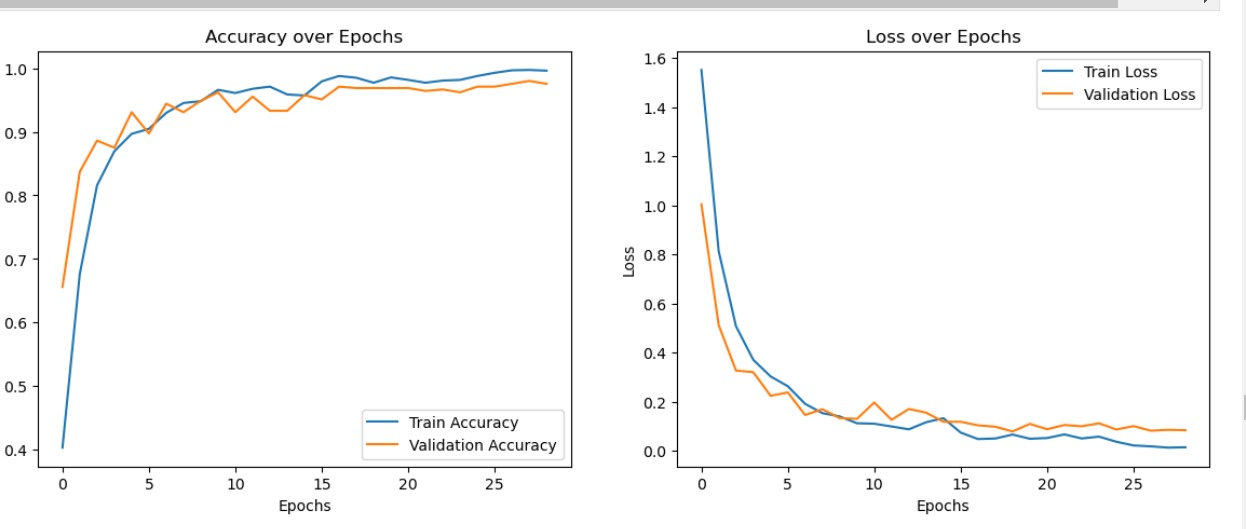 Accuracy over Epochs
1.0
0.9
0.8
0.7
0.6
0.5
0.4
0 5 10 15 20 25
Epochs
Train Accuracy
Validation Accuracy
Loss over Epochs
Loss
1.6
1.4
1.2
1.0
0.8
0.6
0.4
0.2
0.0
0 5 10 15 20 25
Epochs
Train Loss
Validation Loss